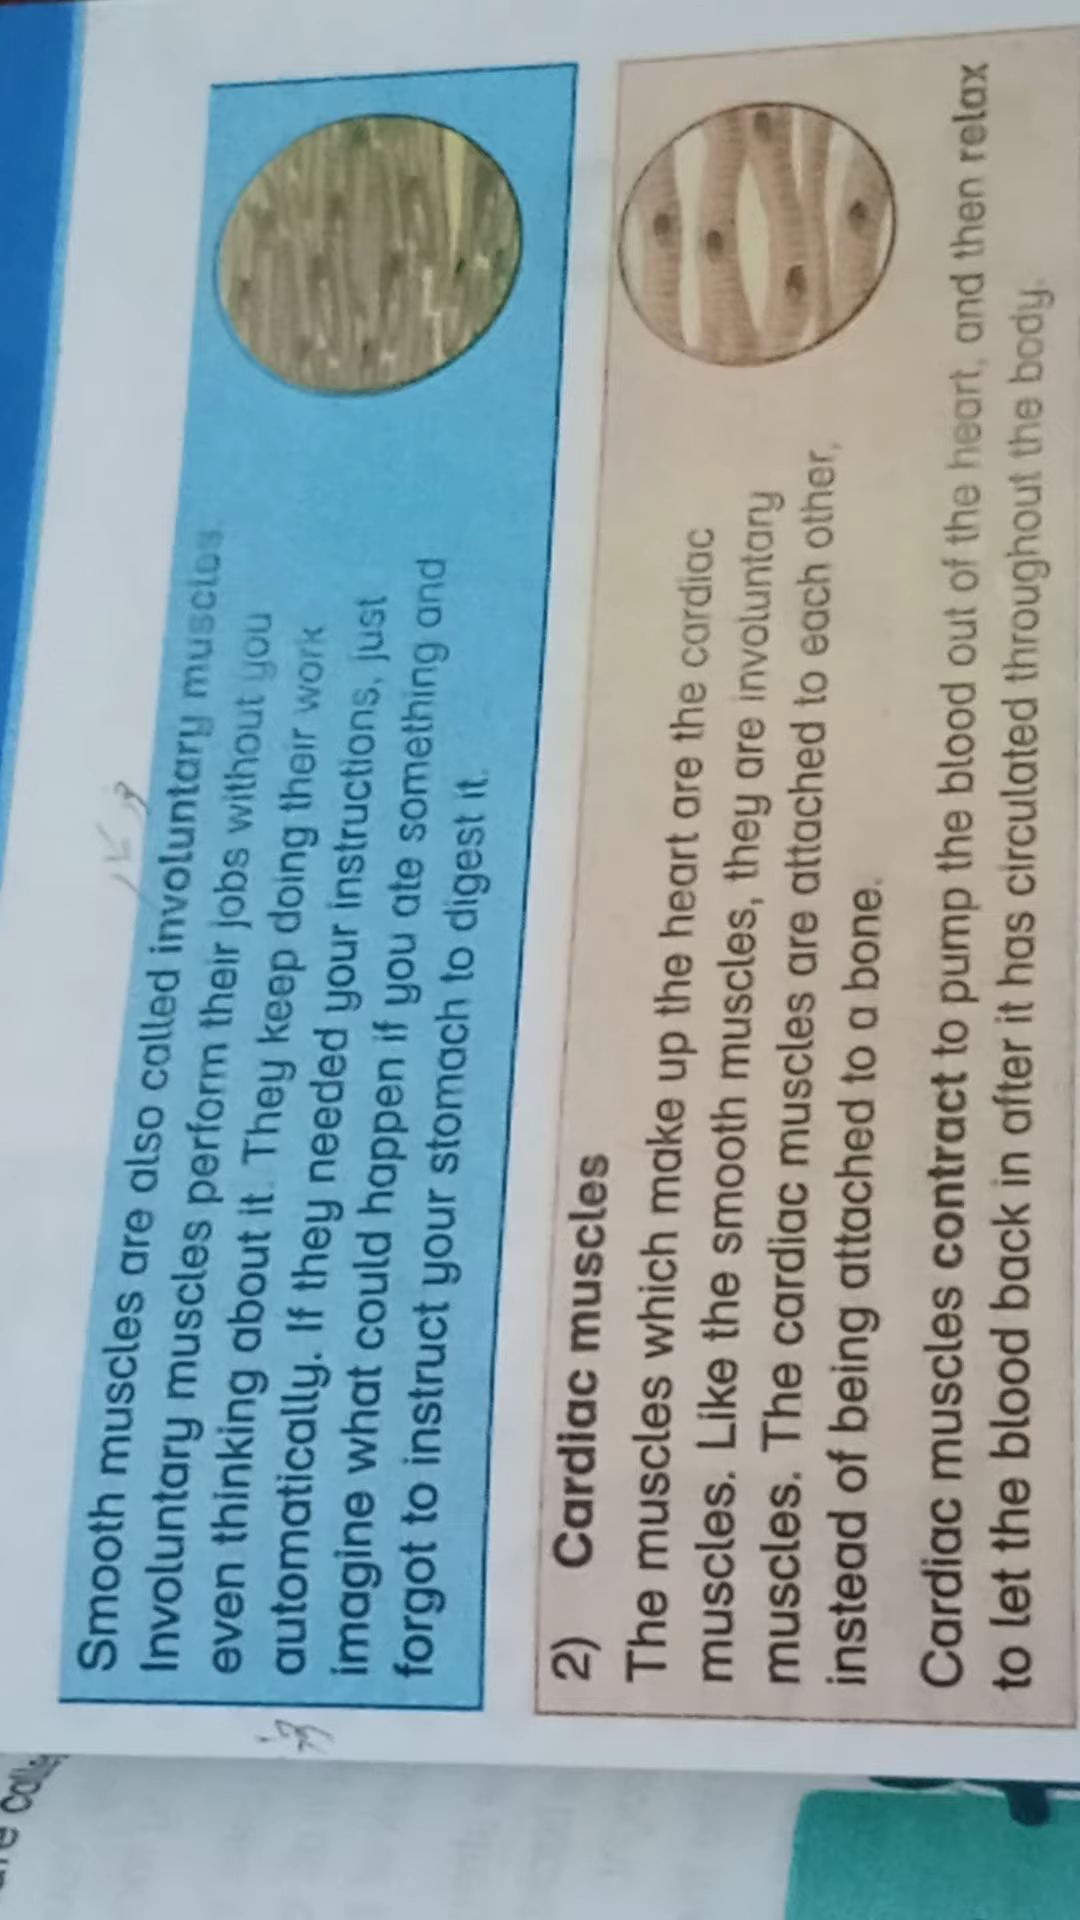 Smooth muscles are also called involuntary muscles.
Involuntary muscles perform their jobs without you
even thinking about it. They keep doing their work
automatically. If they needed your instructions, just
imagine what could happen if you ate something and
forgot to instruct your stomach to digest it.
2) Cardiac muscles
The muscles which make up the heart are the cardiac
muscles. Like the smooth muscles, they are involuntary
muscles. The cardiac muscles are attached to each other,
instead of being attached to a bone.
Cardiac muscles contract to pump the blood out of the heart, and then relax
to let the blood back in after it has circulated throughout the body.